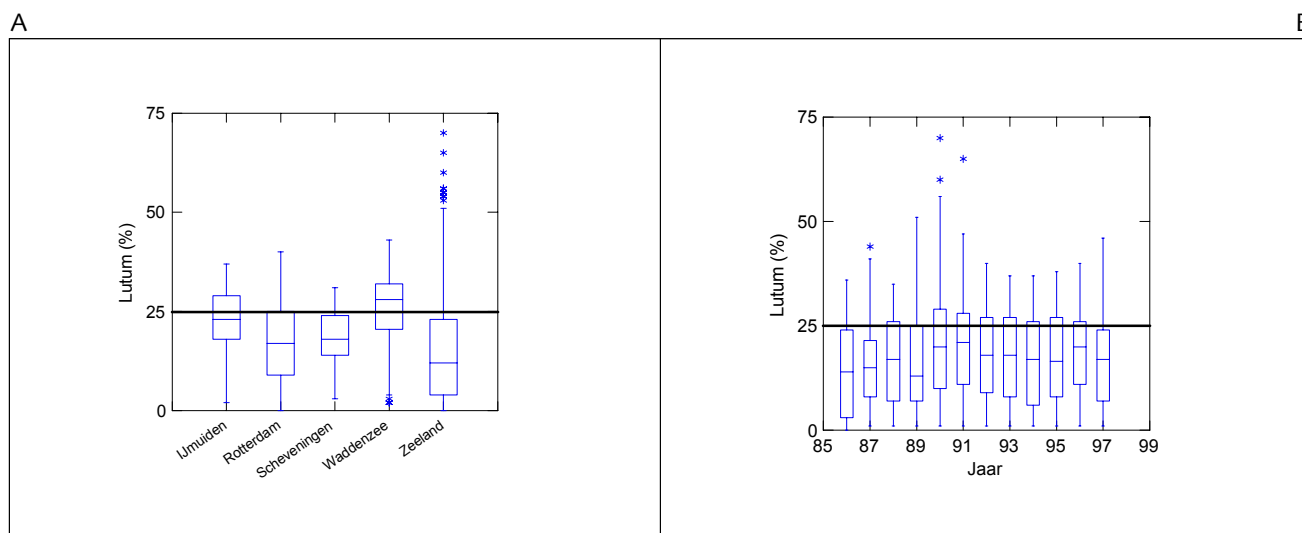 A
B
75
50
25
0
Lutum (%)
IJmuiden
Rotterdam
Scheveningen
Waddenzee
Zeeland
75
50
25
0
Lutum (%)
85 87 89 91 93 95 97 99
Jaar